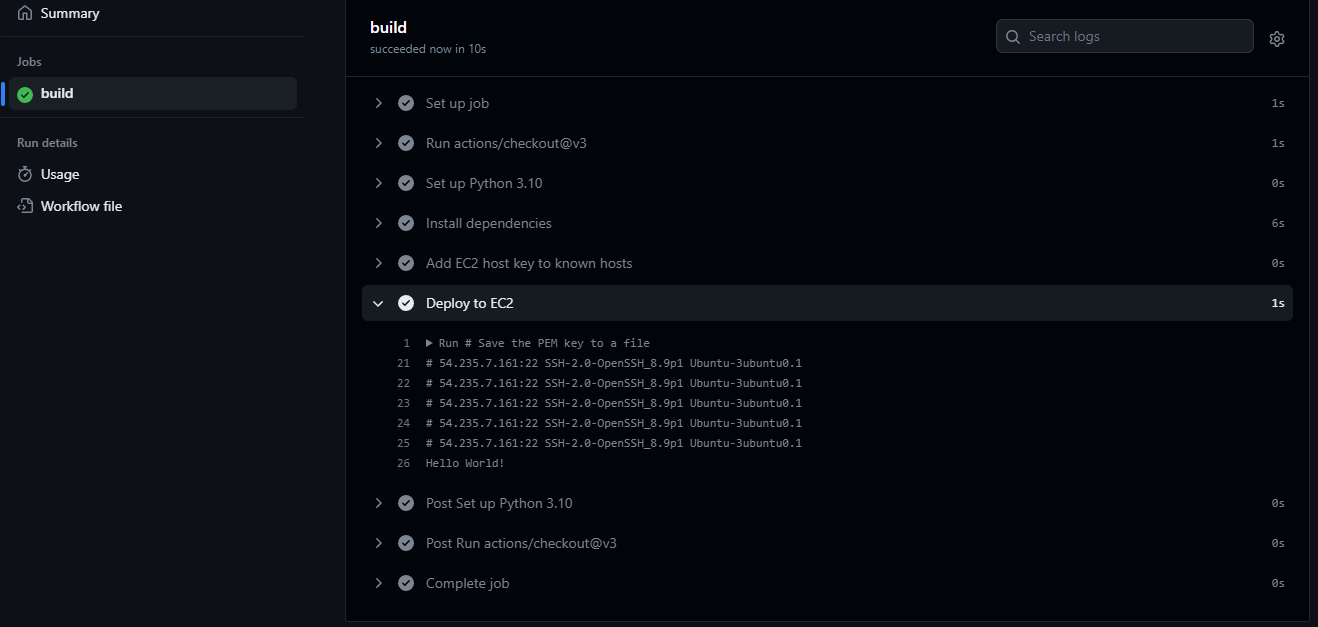 Summary
Jobs
build
Run details
Usage
Workflow file
build
succeeded now in 10s
Search logs
Set up job 1s
Run actions/checkout@v3 1s
Set up Python 3.10 0s
Install dependencies 6s
Add EC2 host key to known hosts 0s
Deploy to EC2 1s
1 Run # Save the PEM key to a file
21 # 54.235.7.161:22 SSH-2.0-OpenSSH_8.9p1 Ubuntu-3ubuntu0.1
22 # 54.235.7.161:22 SSH-2.0-OpenSSH_8.9p1 Ubuntu-3ubuntu0.1
23 # 54.235.7.161:22 SSH-2.0-OpenSSH_8.9p1 Ubuntu-3ubuntu0.1
24 # 54.235.7.161:22 SSH-2.0-OpenSSH_8.9p1 Ubuntu-3ubuntu0.1
25 # 54.235.7.161:22 SSH-2.0-OpenSSH_8.9p1 Ubuntu-3ubuntu0.1
26 Hello World!
Post Set up Python 3.10 0s
Post Run actions/checkout@v3 0s
Complete job 0s